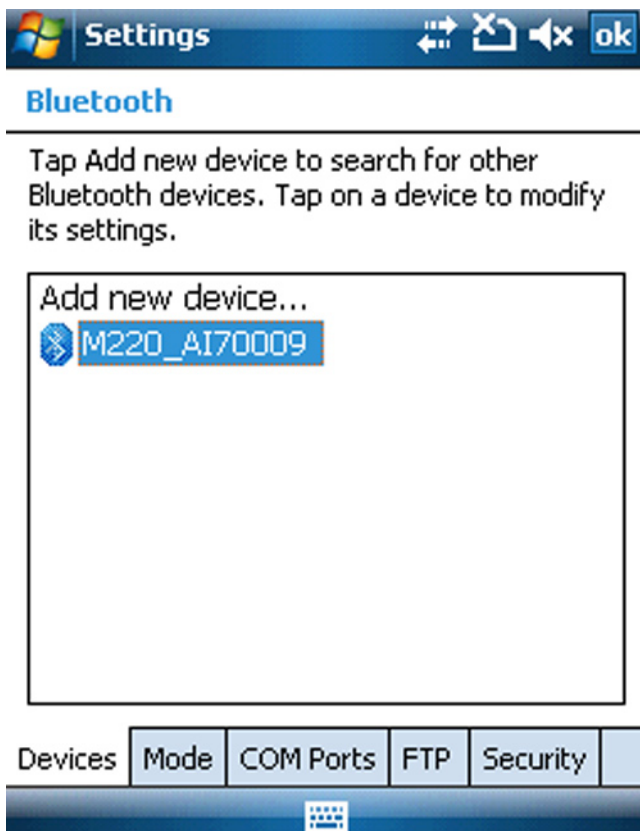 Settings ok
Bluetooth
Tap Add new device to search for other
Bluetooth devices. Tap on a device to modify
its settings.
Add new device...
M220_AI70009
Devices Mode COM Ports FTP Security